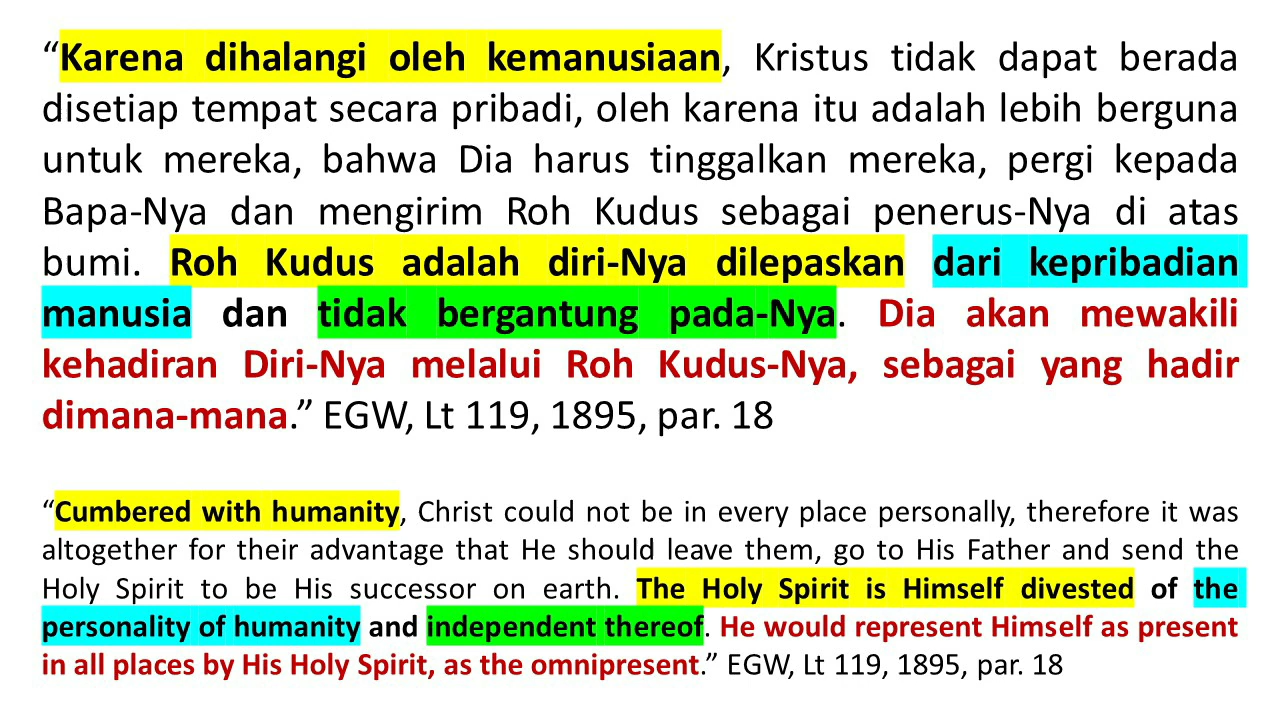 “Karena dihalangi oleh kemanusiaan, Kristus tidak dapat berada
disetiap tempat secara pribadi, oleh karena itu adalah lebih berguna
untuk mereka, bahwa Dia harus tinggalkan mereka, pergi kepada
Bapa-Nya dan mengirim Roh Kudus sebagai penerus-Nya di atas
bumi. Roh Kudus adalah diri-Nya dilepaskan dari kepribadian
manusia dan tidak bergantung pada-Nya. Dia akan mewakili
kehadiran Diri-Nya melalui Roh Kudus-Nya, sebagai yang hadir
dimana-mana.” EGW, Lt 119, 1895, par. 18
“Cumbered with humanity, Christ could not be in every place personally, therefore it was
altogether for their advantage that He should leave them, go to His Father and send the
Holy Spirit to be His successor on earth. The Holy Spirit is Himself divested of the
personality of humanity and independent thereof. He would represent Himself as present
in all places by His Holy Spirit, as the omnipresent.” EGW, Lt 119, 1895, par. 18